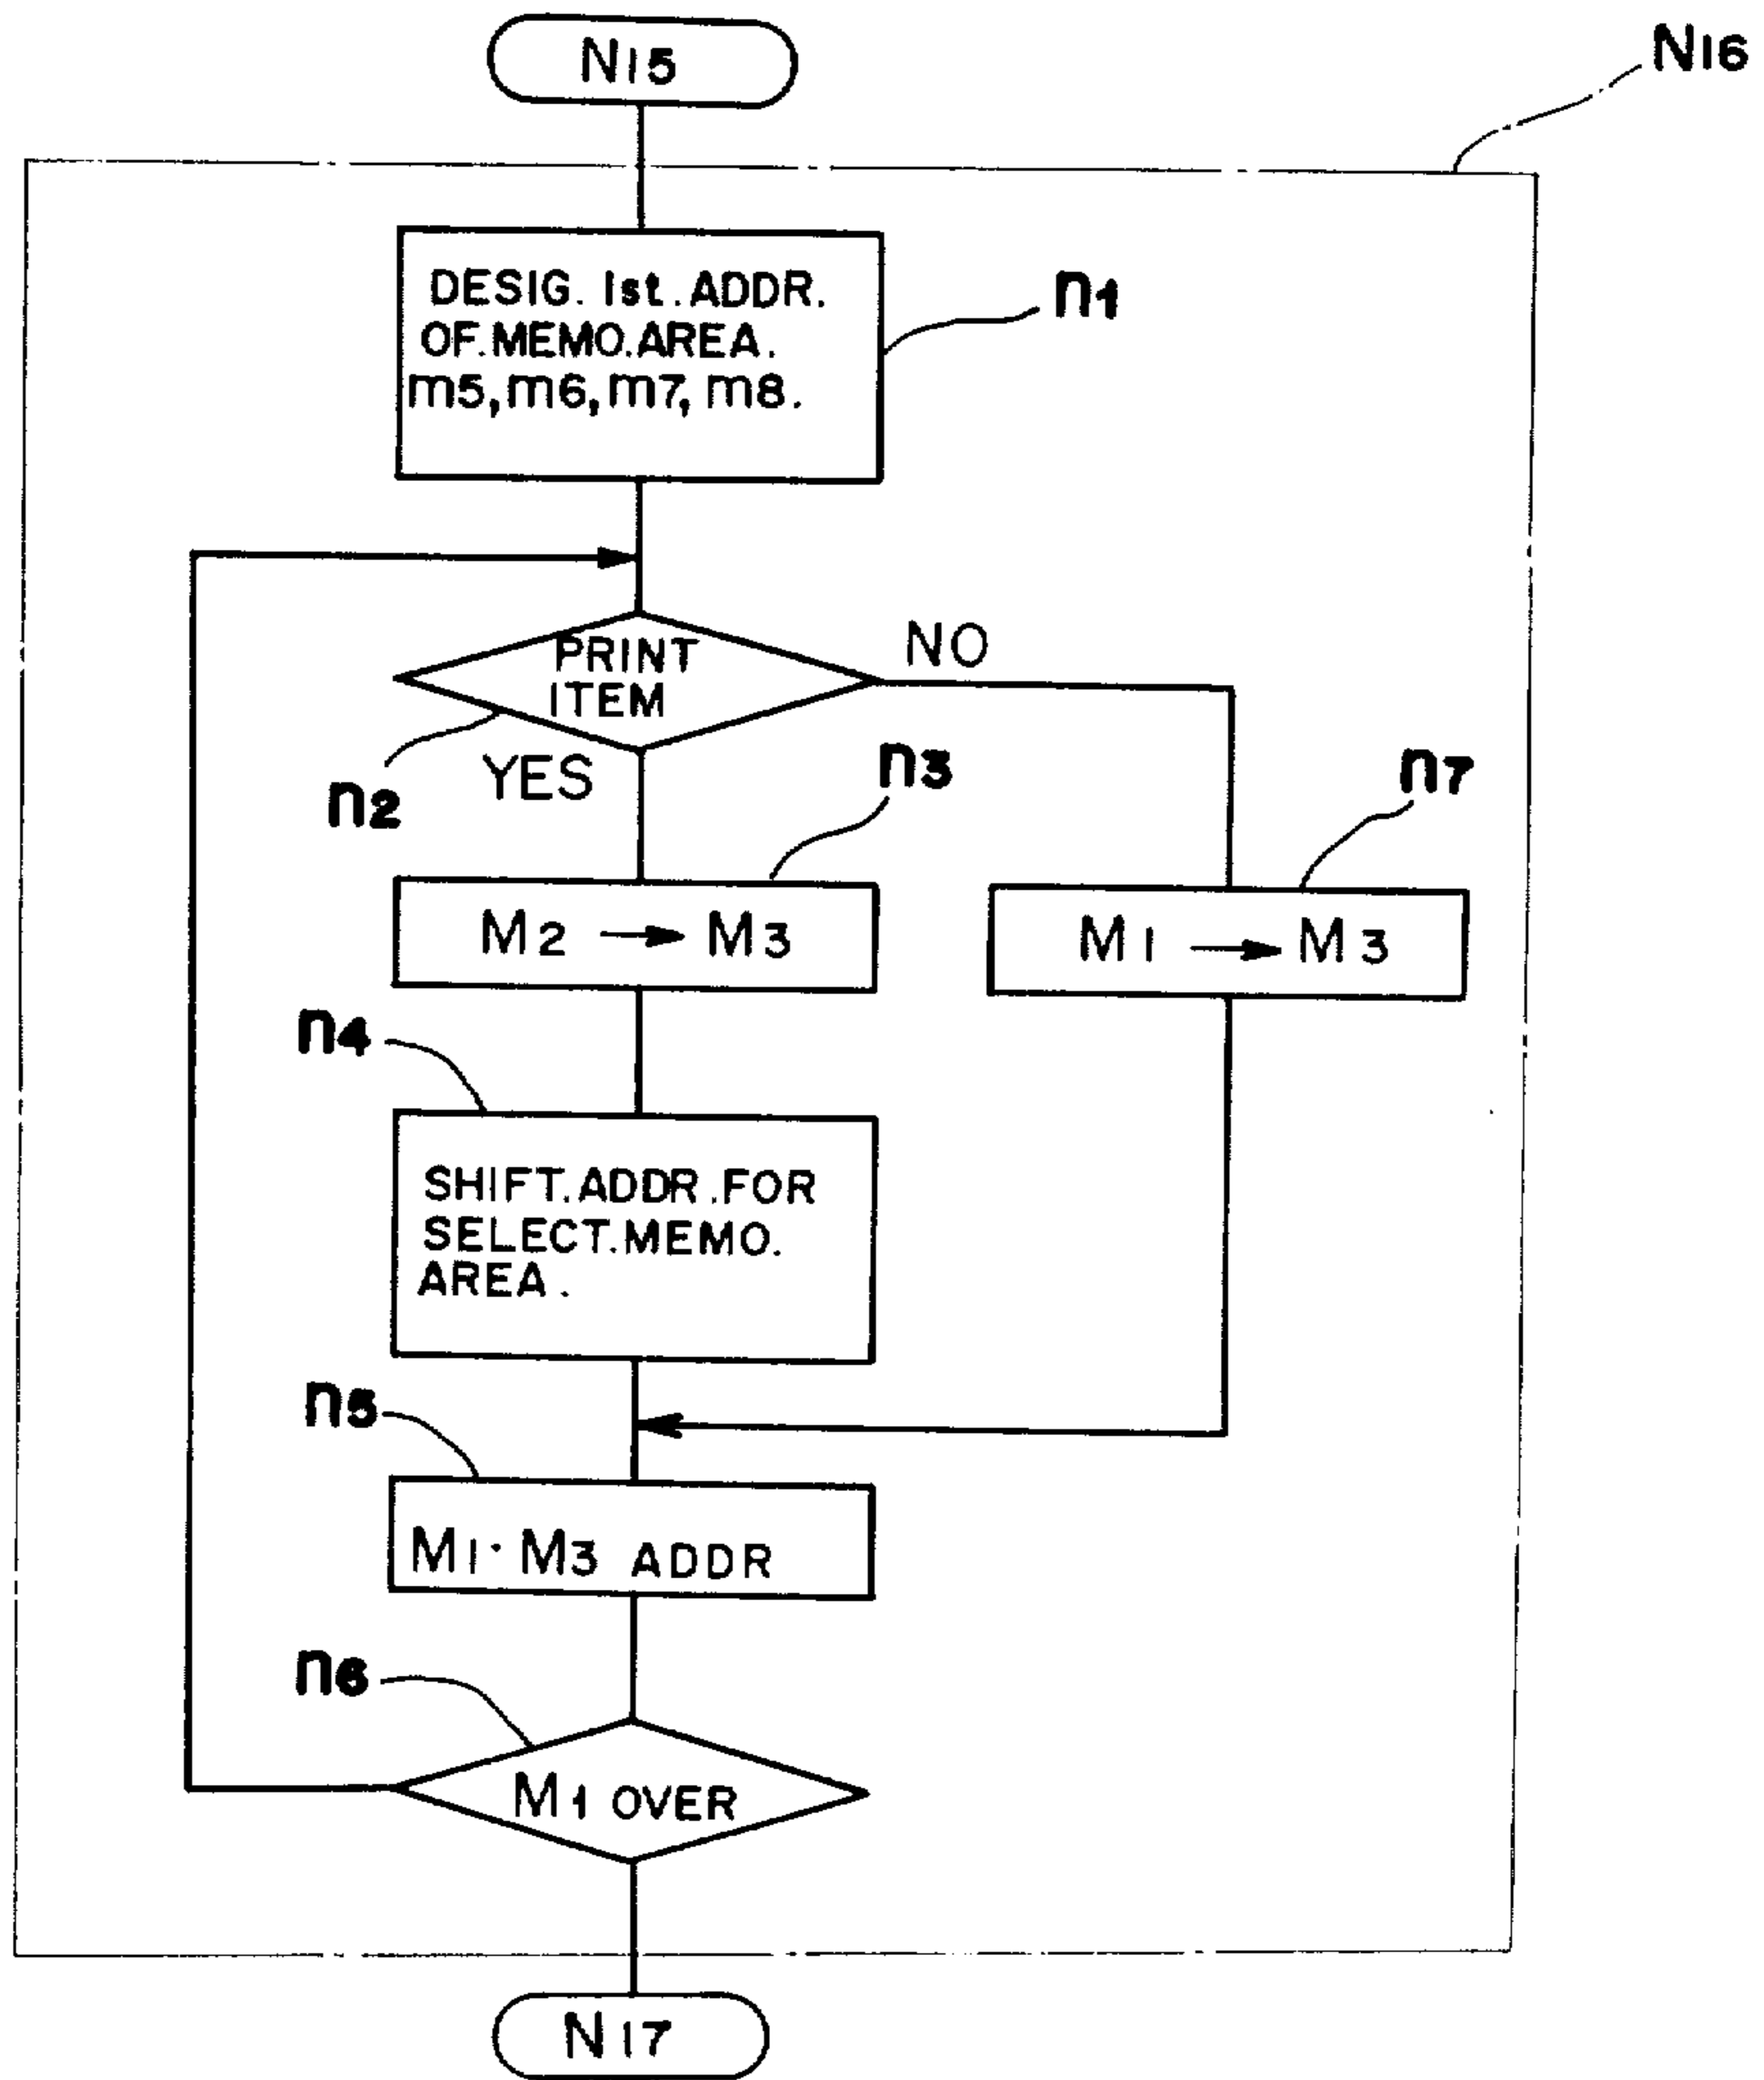 N15
N16
DESIG. 1st. ADDR.
OF. MEMO. AREA.
m5, m6, m7, m8.
n1
PRINT
ITEM
NO
n2
YES
n3
n7
M2 → M3
M1 → M3
n4
SHIFT. ADDR. FOR
SELECT. MEMO.
AREA.
n5
M1· M3 ADDR
n6
M1 OVER
N17